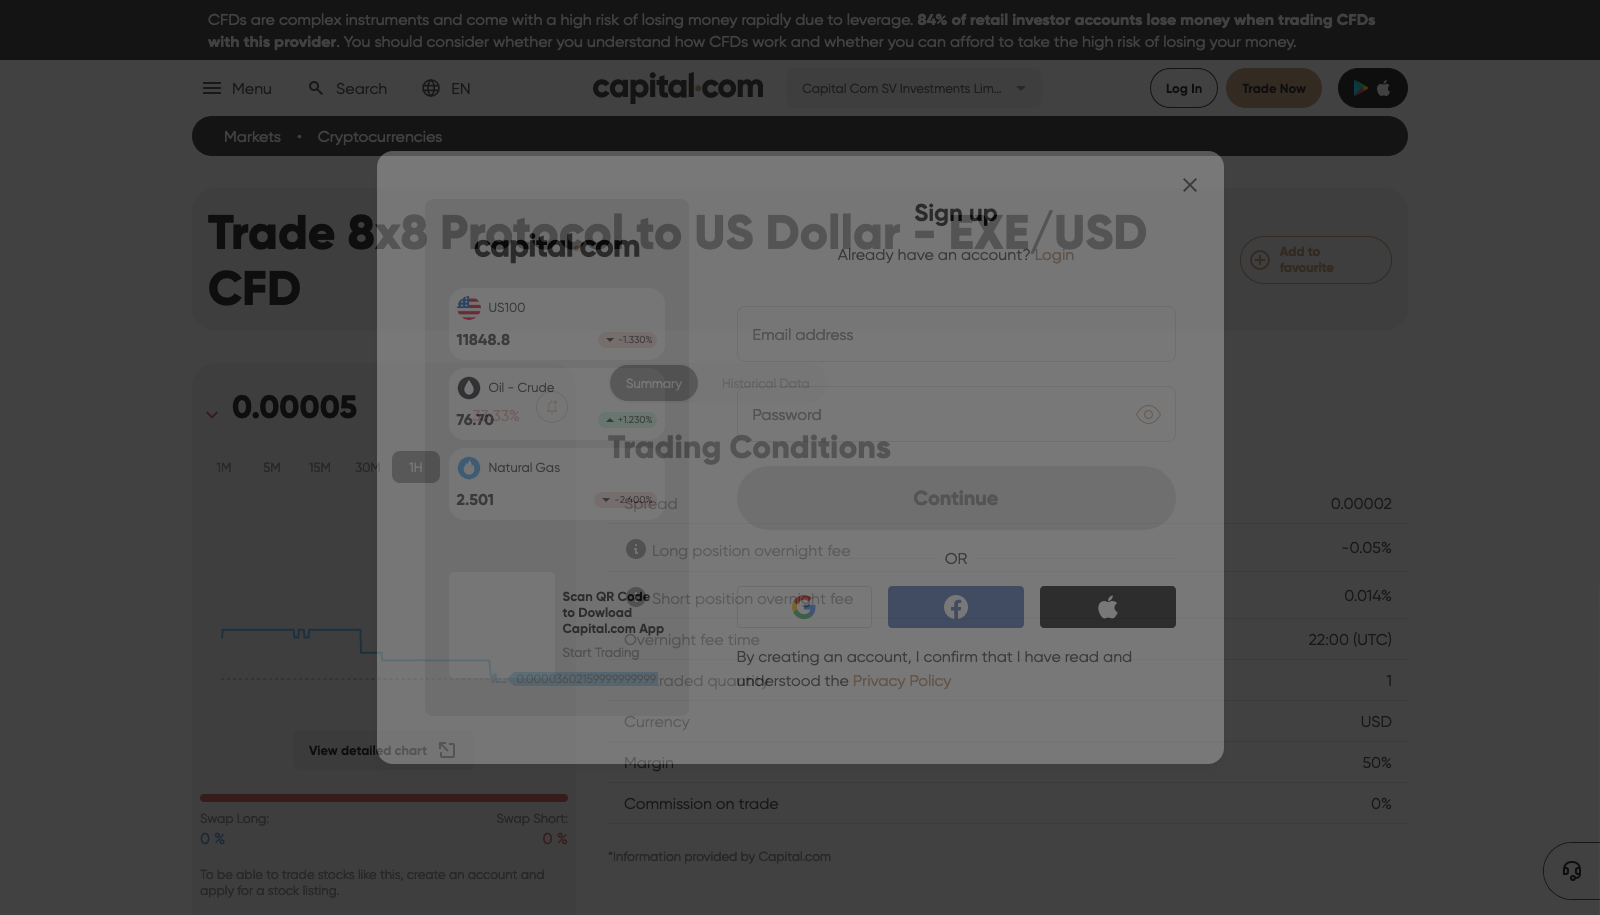 CFDs are complex instruments and come with a high risk of losing money rapidly due to leverage. 84% of retail investor accounts lose money when trading CFDs
with this provider. You should consider whether you understand how CFDs work and whether you can afford to take the high risk of losing your money.
Menu
Search
EN
capital.com
Capital Com SV Investments Lim...
Log In
Trade Now
Markets • Cryptocurrencies
Trade 8x8 Protocol to US Dollar - EXE/USD
CFD
Add to
favourite
0.00005
-33.33%
1M 5M 15M 30M 1H
0.0000360215999999999
View detailed chart
Swap Long:
0 %
Swap Short:
0 %
To be able to trade stocks like this, create an account and
apply for a stock listing.
Summary
Historical Data
Trading Conditions
Spread 0.00002
Long position overnight fee -0.05%
Short position overnight fee 0.014%
Overnight fee time 22:00 (UTC)
traded quantity 1
Currency USD
Margin 50%
Commission on trade 0%
*Information provided by Capital.com
capital.com
US100
11848.8 -1.330%
Oil - Crude
76.70 +1.230%
Natural Gas
2.501 -2.600%
Scan QR Code
to Dowload
Capital.com App
Start Trading
Sign up
Already have an account? Login
Email address
Password
Continue
OR
By creating an account, I confirm that I have read and
understood the Privacy Policy